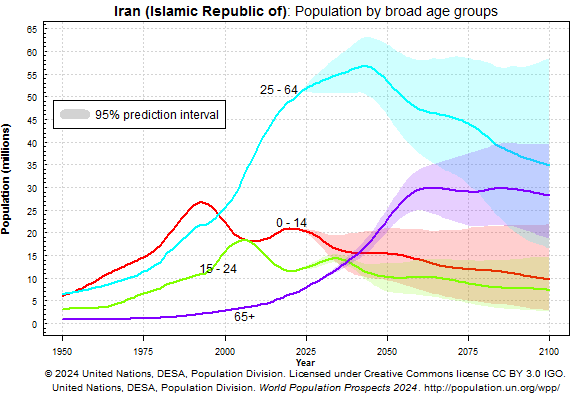 Iran (Islamic Republic of): Population by broad age groups
Population (millions)
65
60
55
50
45
40
35
30
25
20
15
10
5
0
95% prediction interval
25 - 64
0 - 14
15 - 24
65+
1950 1975 2000 2025 2050 2075 2100
Year
© 2024 United Nations, DESA, Population Division. Licensed under Creative Commons license CC BY 3.0 IGO.
United Nations, DESA, Population Division. World Population Prospects 2024. http://population.un.org/wpp/